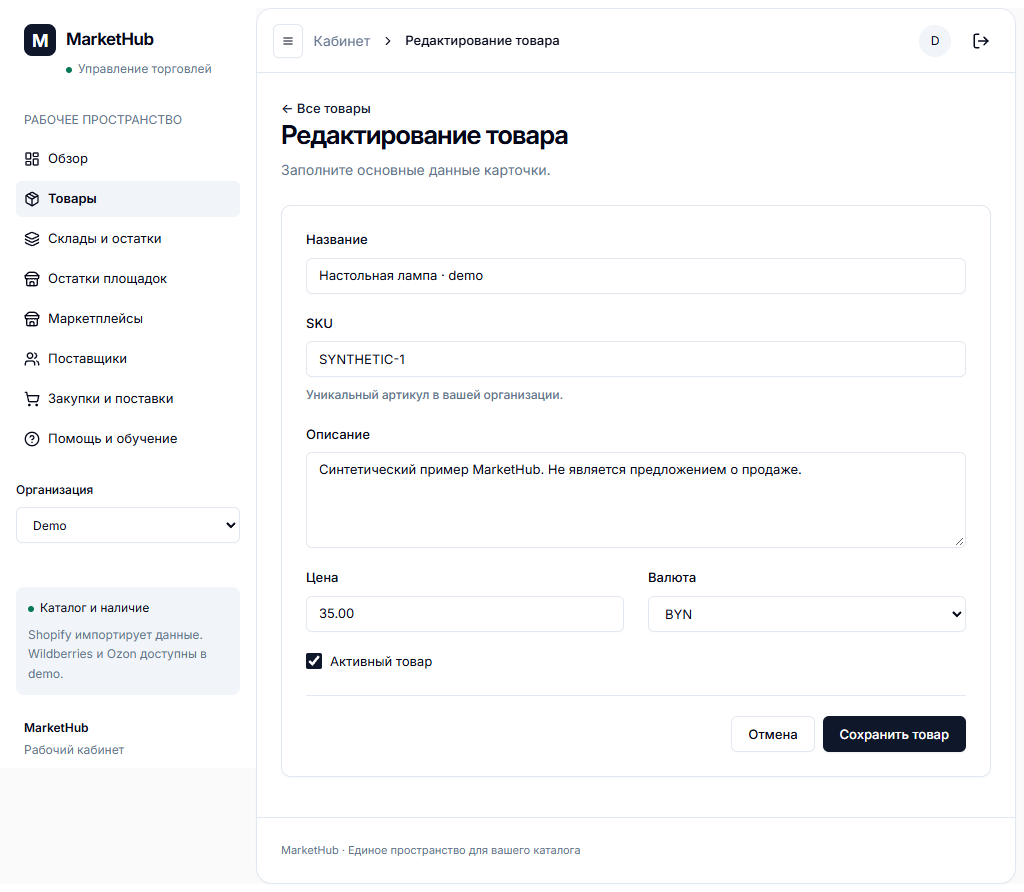 M MarketHub
Управление торговлей
РАБОЧЕЕ ПРОСТРАНСТВО
Обзор
Товары
Склады и остатки
Остатки площадок
Маркетплейсы
Поставщики
Закупки и поставки
Помощь и обучение
Организация
Demo
Каталог и наличие
Shopify импортирует данные.
Wildberries и Ozon доступны в
demo.
MarketHub
Рабочий кабинет
Кабинет > Редактирование товара
D
← Все товары
Редактирование товара
Заполните основные данные карточки.
Название
Настольная лампа · demo
SKU
SYNTHETIC-1
Уникальный артикул в вашей организации.
Описание
Синтетический пример MarketHub. Не является предложением о продаже.
Цена
35.00
Валюта
BYN
Активный товар
Отмена
Сохранить товар
MarketHub · Единое пространство для вашего каталога